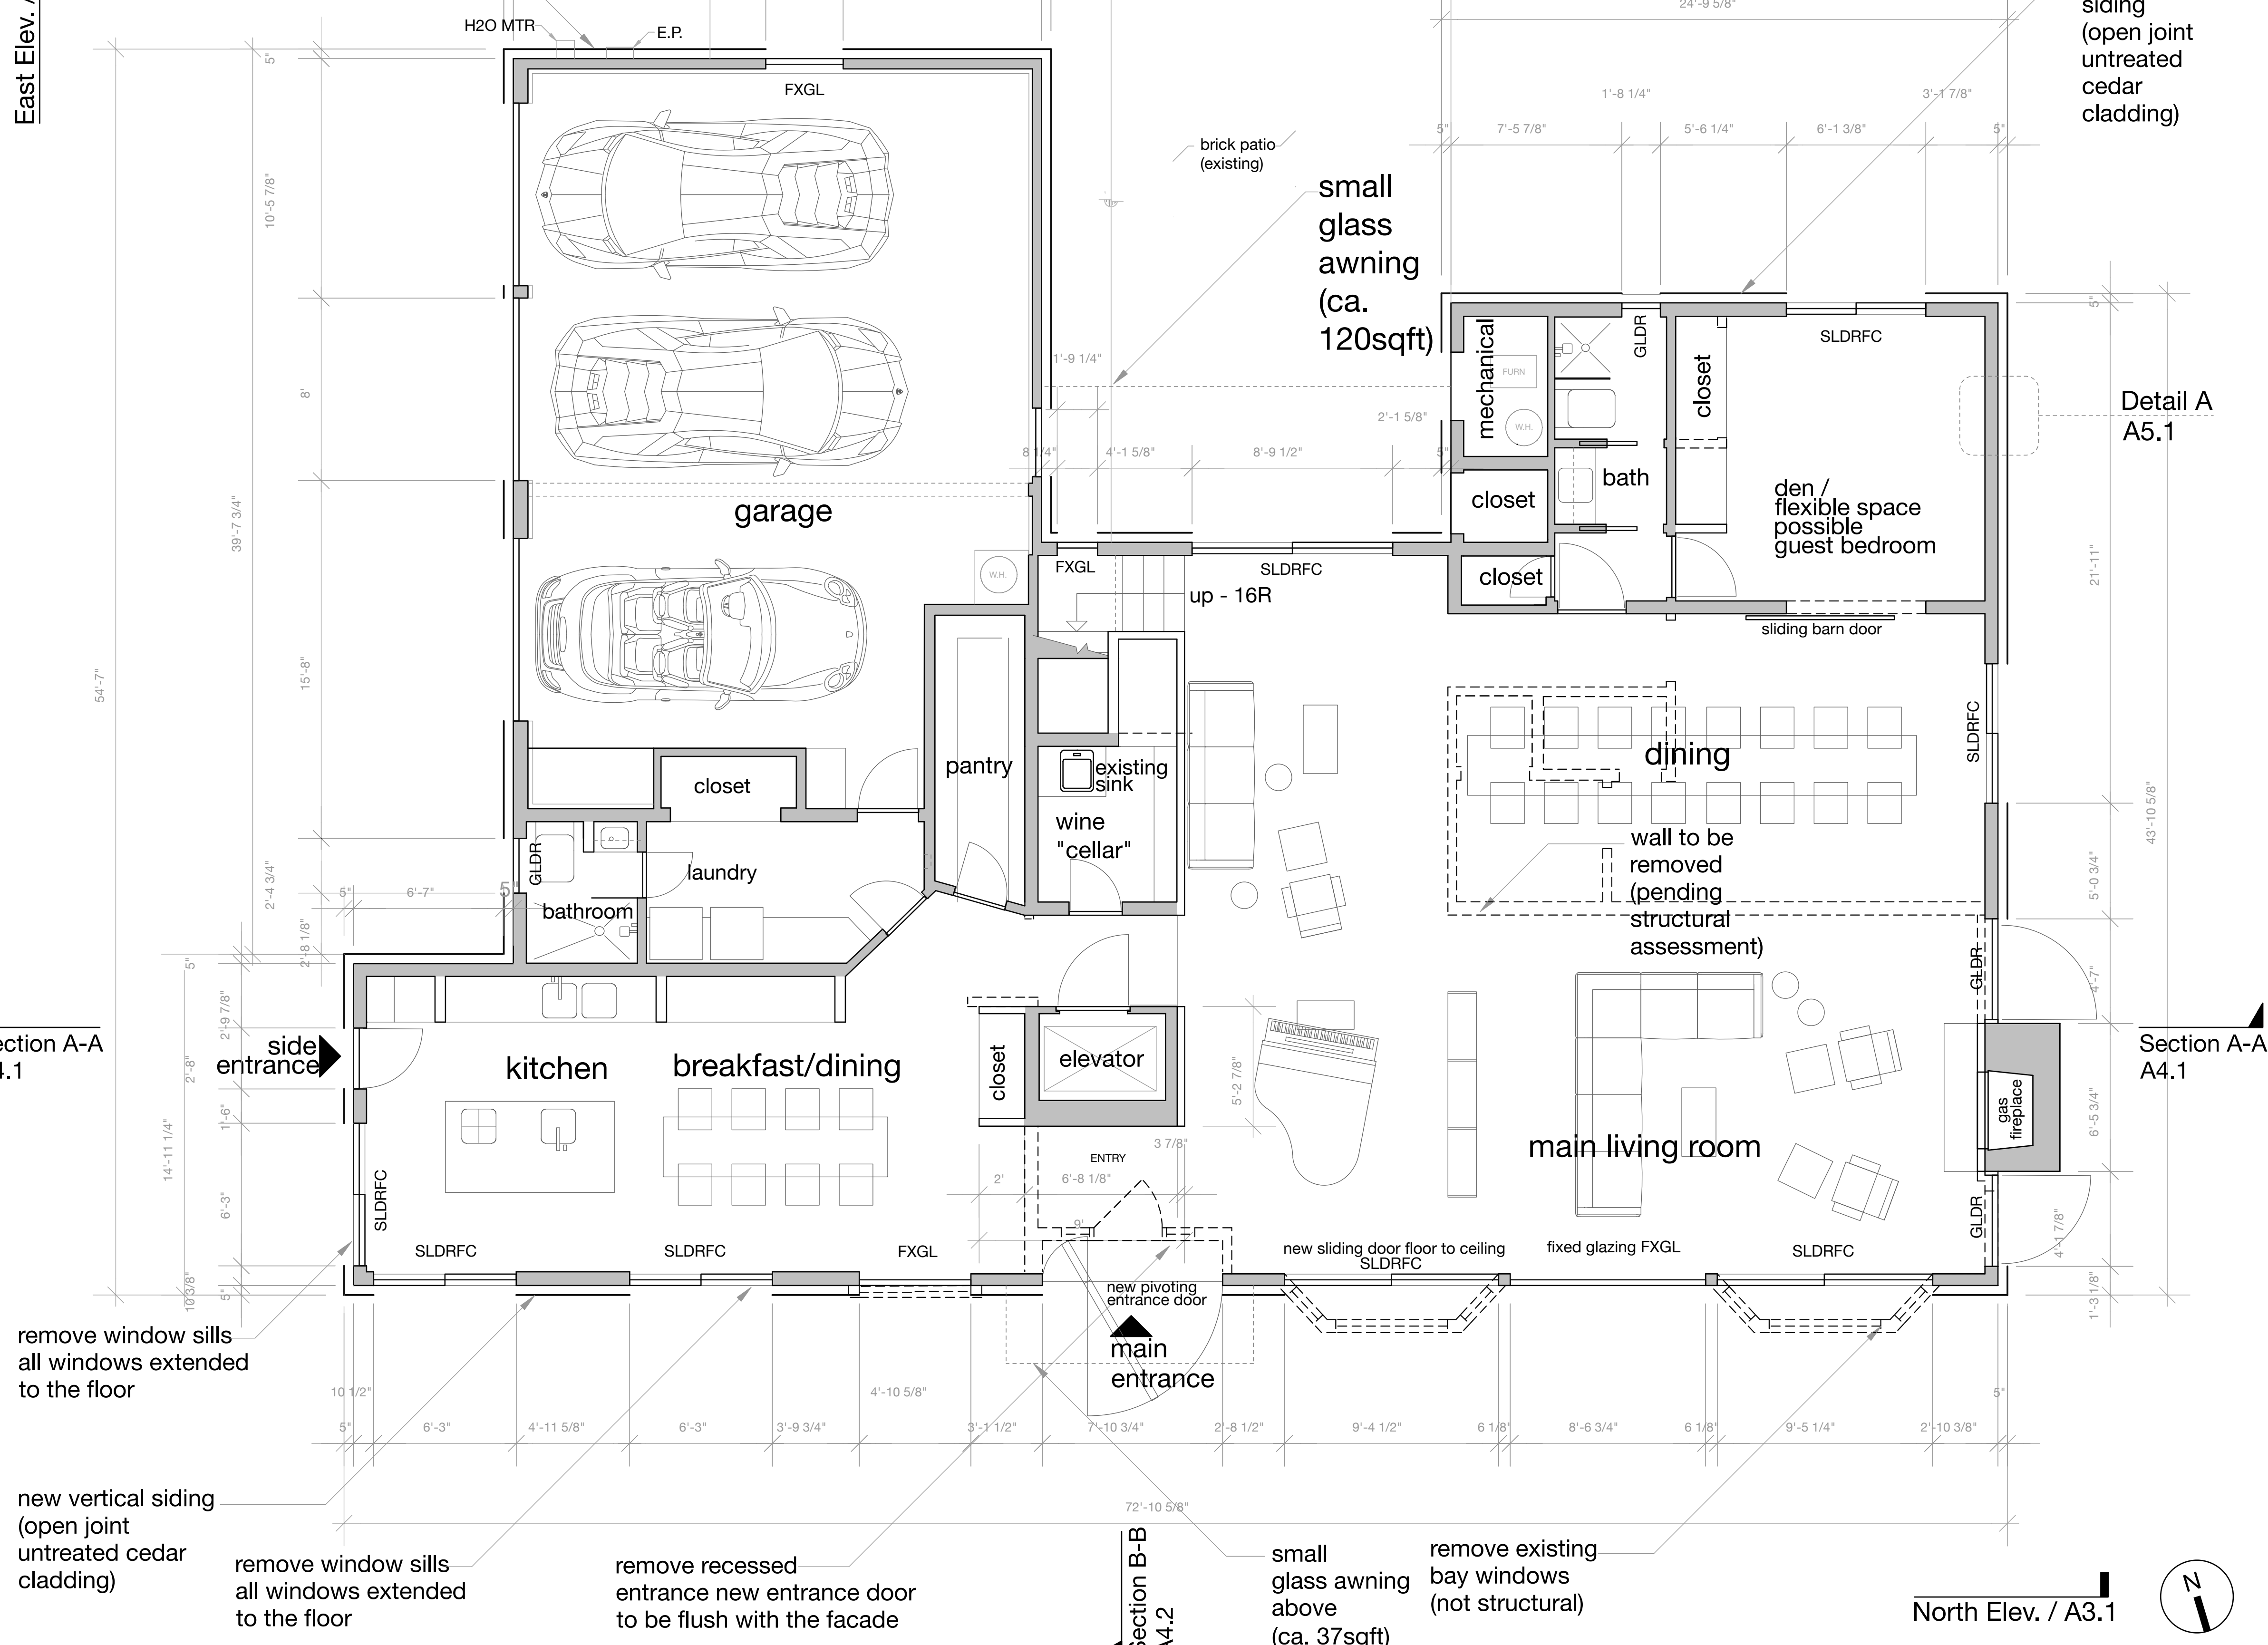 East Elev. /
H2O MTR
E.P.
24'-9 5/8"
siding
(open joint
untreated
cedar
cladding)
5"
FXGL
1'-8 1/4"
3'-1 7/8"
5"
7'-5 7/8"
5'-6 1/4"
6'-1 3/8"
5"
brick patio
(existing)
small
glass
awning
(ca.
120sqft)
10'-5 7/8"
5"
mechanical
FURN
W.H.
GLDR
closet
SLDRFC
1'-9 1/4"
8'
2'-1 5/8"
Detail A
A5.1
8 1/4"
4'-1 5/8"
8'-9 1/2"
5"
closet
bath
den /
flexible space
possible
guest bedroom
39'-7 3/4"
garage
W.H.
FXGL
SLDRFC
closet
21'-11"
up - 16R
sliding barn door
54'-7"
15'-8"
SLDRFC
pantry
existing
sink
dining
closet
wine
"cellar"
wall to be
removed
(pending
structural
assessment)
43'-10 5/8"
GLDR
laundry
2'-4 3/4"
5"
6'-7"
5"
bathroom
5'-0 3/4"
2'-8 1/8"
5"
GLDR
4'-7"
2'-9 7/8"
Section A-A
4.1
side
entrance
2'-8"
kitchen
breakfast/dining
closet
elevator
5'-2 7/8"
Section A-A
A4.1
gas
fireplace
1'-6"
6'-5 3/4"
14'-11 1/4"
main living room
ENTRY
3 7/8"
2'
6'-8 1/8"
SLDRFC
6'-3"
9'
GLDR
4'-1 7/8"
SLDRFC
SLDRFC
FXGL
new sliding door floor to ceiling
SLDRFC
fixed glazing FXGL
SLDRFC
10 3/8"
5"
new pivoting
entrance door
1'-3 1/8"
remove window sills
all windows extended
to the floor
main
entrance
10 1/2"
4'-10 5/8"
5"
5"
6'-3"
4'-11 5/8"
6'-3"
3'-9 3/4"
3'-1 1/2"
7'-10 3/4"
2'-8 1/2"
9'-4 1/2"
6 1/8"
8'-6 3/4"
6 1/8"
9'-5 1/4"
2'-10 3/8"
new vertical siding
(open joint
untreated cedar
cladding)
72'-10 5/8"
remove window sills
all windows extended
to the floor
remove recessed
entrance new entrance door
to be flush with the facade
Section B-B
A4.2
small
glass awning
above
(ca. 37sqft)
remove existing
bay windows
(not structural)
North Elev. / A3.1
N